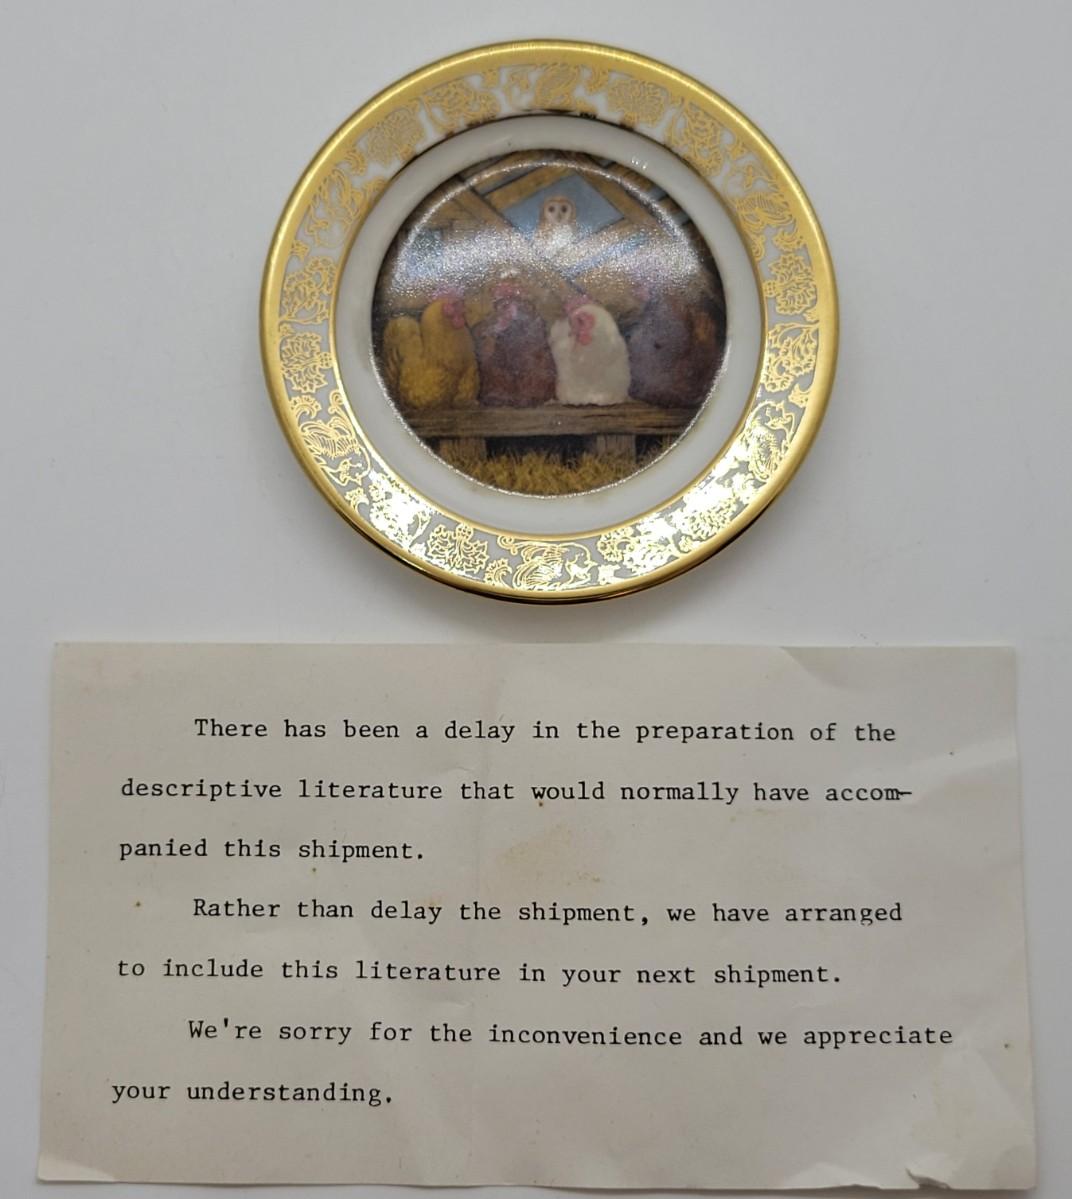 There has been a delay in the preparation of the
descriptive literature that would normally have accom-
panied this shipment.
Rather than delay the shipment, we have arranged
to include this literature in your next shipment.
We're sorry for the inconvenience and we appreciate
your understanding.